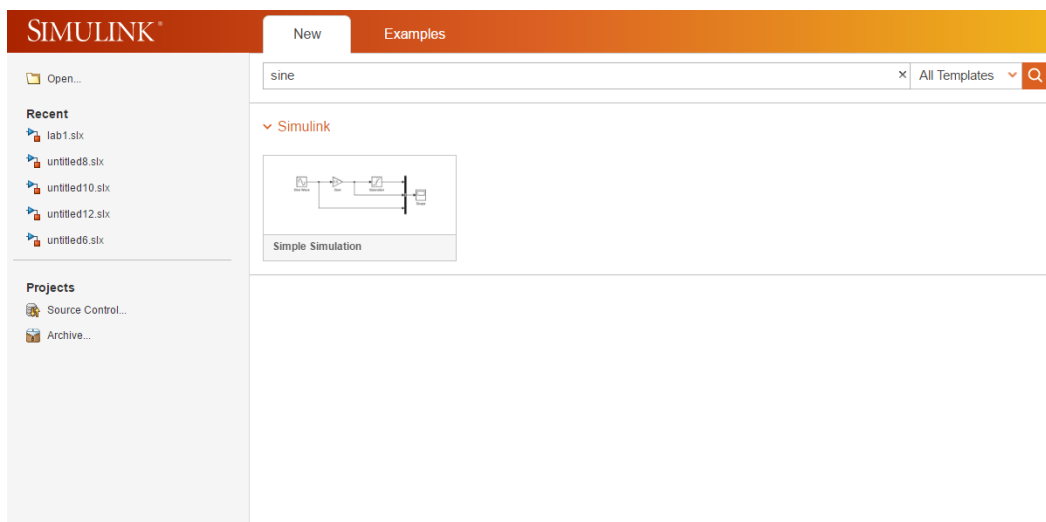 SIMULINK®
New
Examples
Open...
Recent
lab1.slx
untitled8.slx
untitled10.slx
untitled12.slx
untitled6.slx
Projects
Source Control...
Archive...
sine
× All Templates
Simulink
Simple Simulation